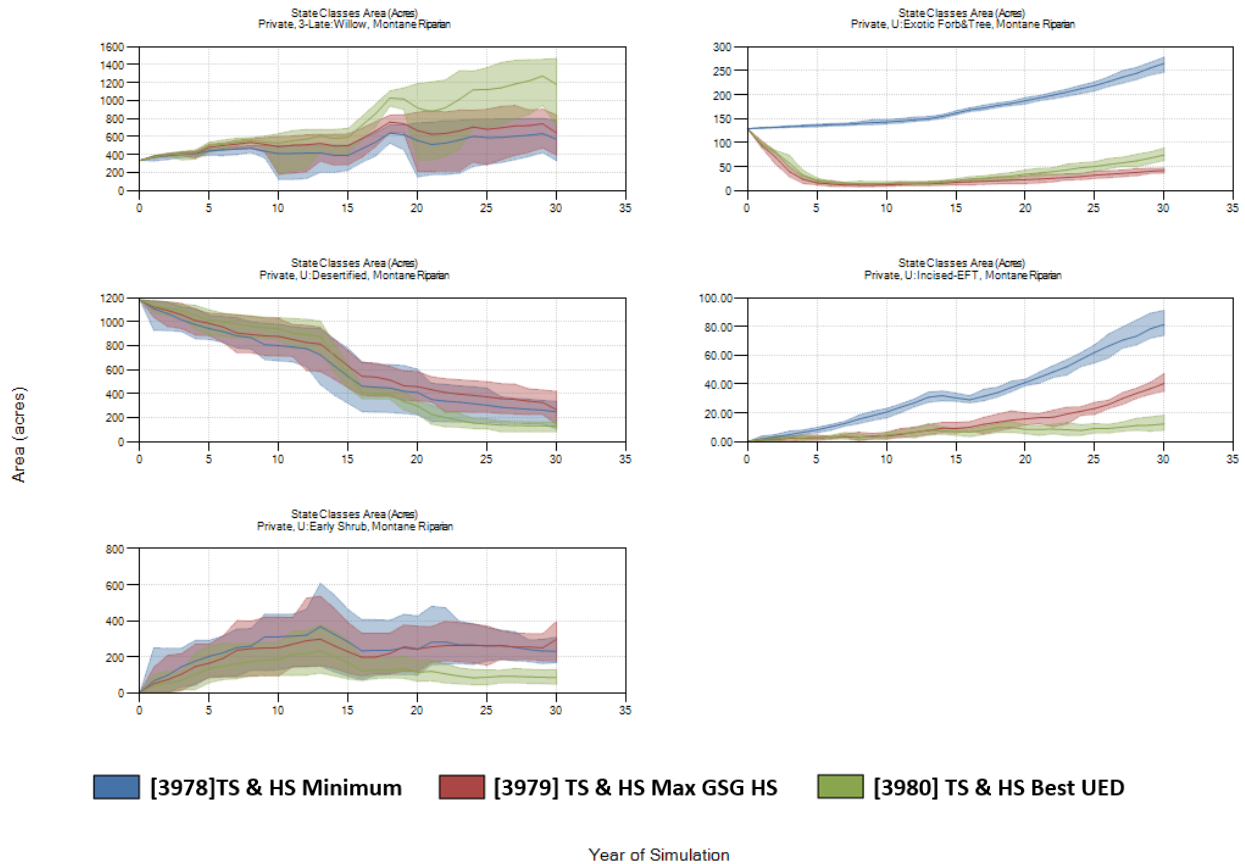 State Classes Area (Acres)
Private, 3-Late:Willow, Montane Riparian
1600
1400
1200
1000
800
600
400
200
0
0 5 10 15 20 25 30 35
State Classes Area (Acres)
Private, U:Exotic Forb&Tree, Montane Riparian
300
250
200
150
100
50
0
0 5 10 15 20 25 30 35
State Classes Area (Acres)
Private, U:Desertified, Montane Riparian
1200
1000
800
600
400
200
0
0 5 10 15 20 25 30 35
State Classes Area (Acres)
Private, U:Incised-EFT, Montane Riparian
100.00
80.00
60.00
40.00
20.00
0.00
0 5 10 15 20 25 30 35
Area (acres)
State Classes Area (Acres)
Private, U:Early Shrub, Montane Riparian
800
600
400
200
0
0 5 10 15 20 25 30 35
[3978]TS & HS Minimum [3979] TS & HS Max GSG HS [3980] TS & HS Best UED
Year of Simulation